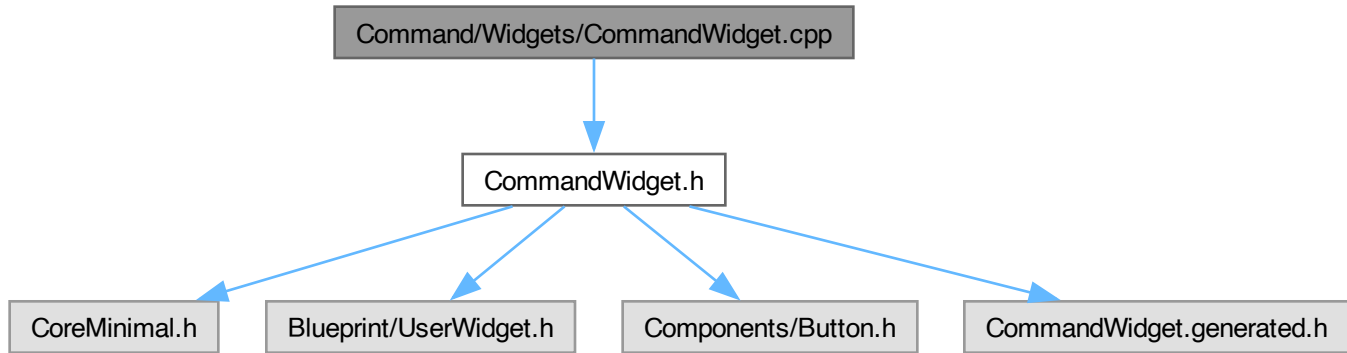 Command/Widgets/CommandWidget.cpp
CommandWidget.h
CoreMinimal.h
Blueprint/UserWidget.h
Components/Button.h
CommandWidget.generated.h